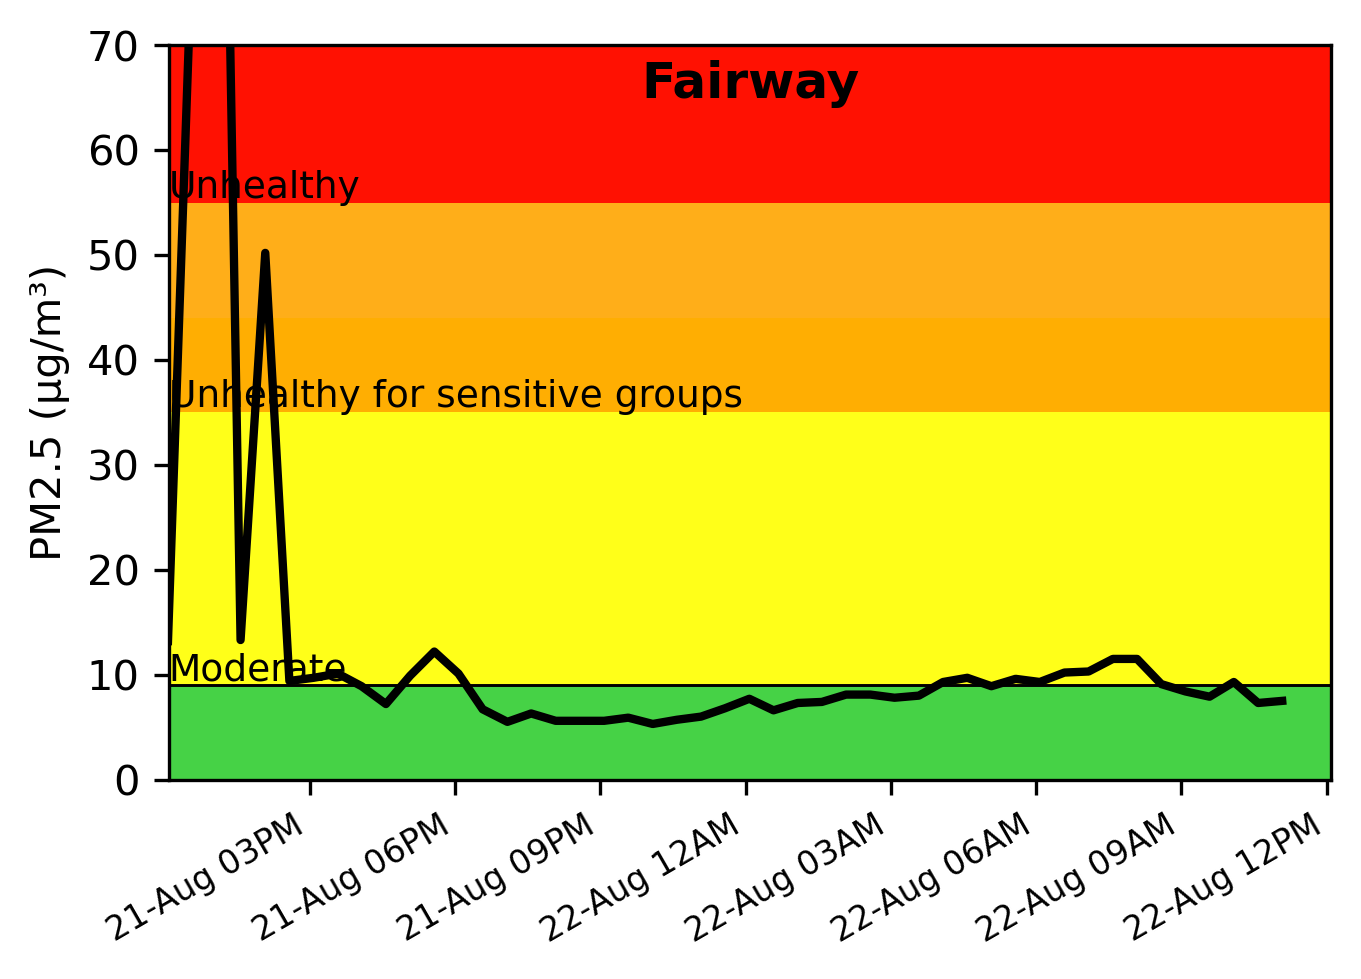 Fairway
PM2.5 (µg/m³)
70
60
50
40
30
20
10
0
Unhealthy
Unhealthy for sensitive groups
Moderate
21-Aug 03PM
21-Aug 06PM
21-Aug 09PM
22-Aug 12AM
22-Aug 03AM
22-Aug 06AM
22-Aug 09AM
22-Aug 12PM